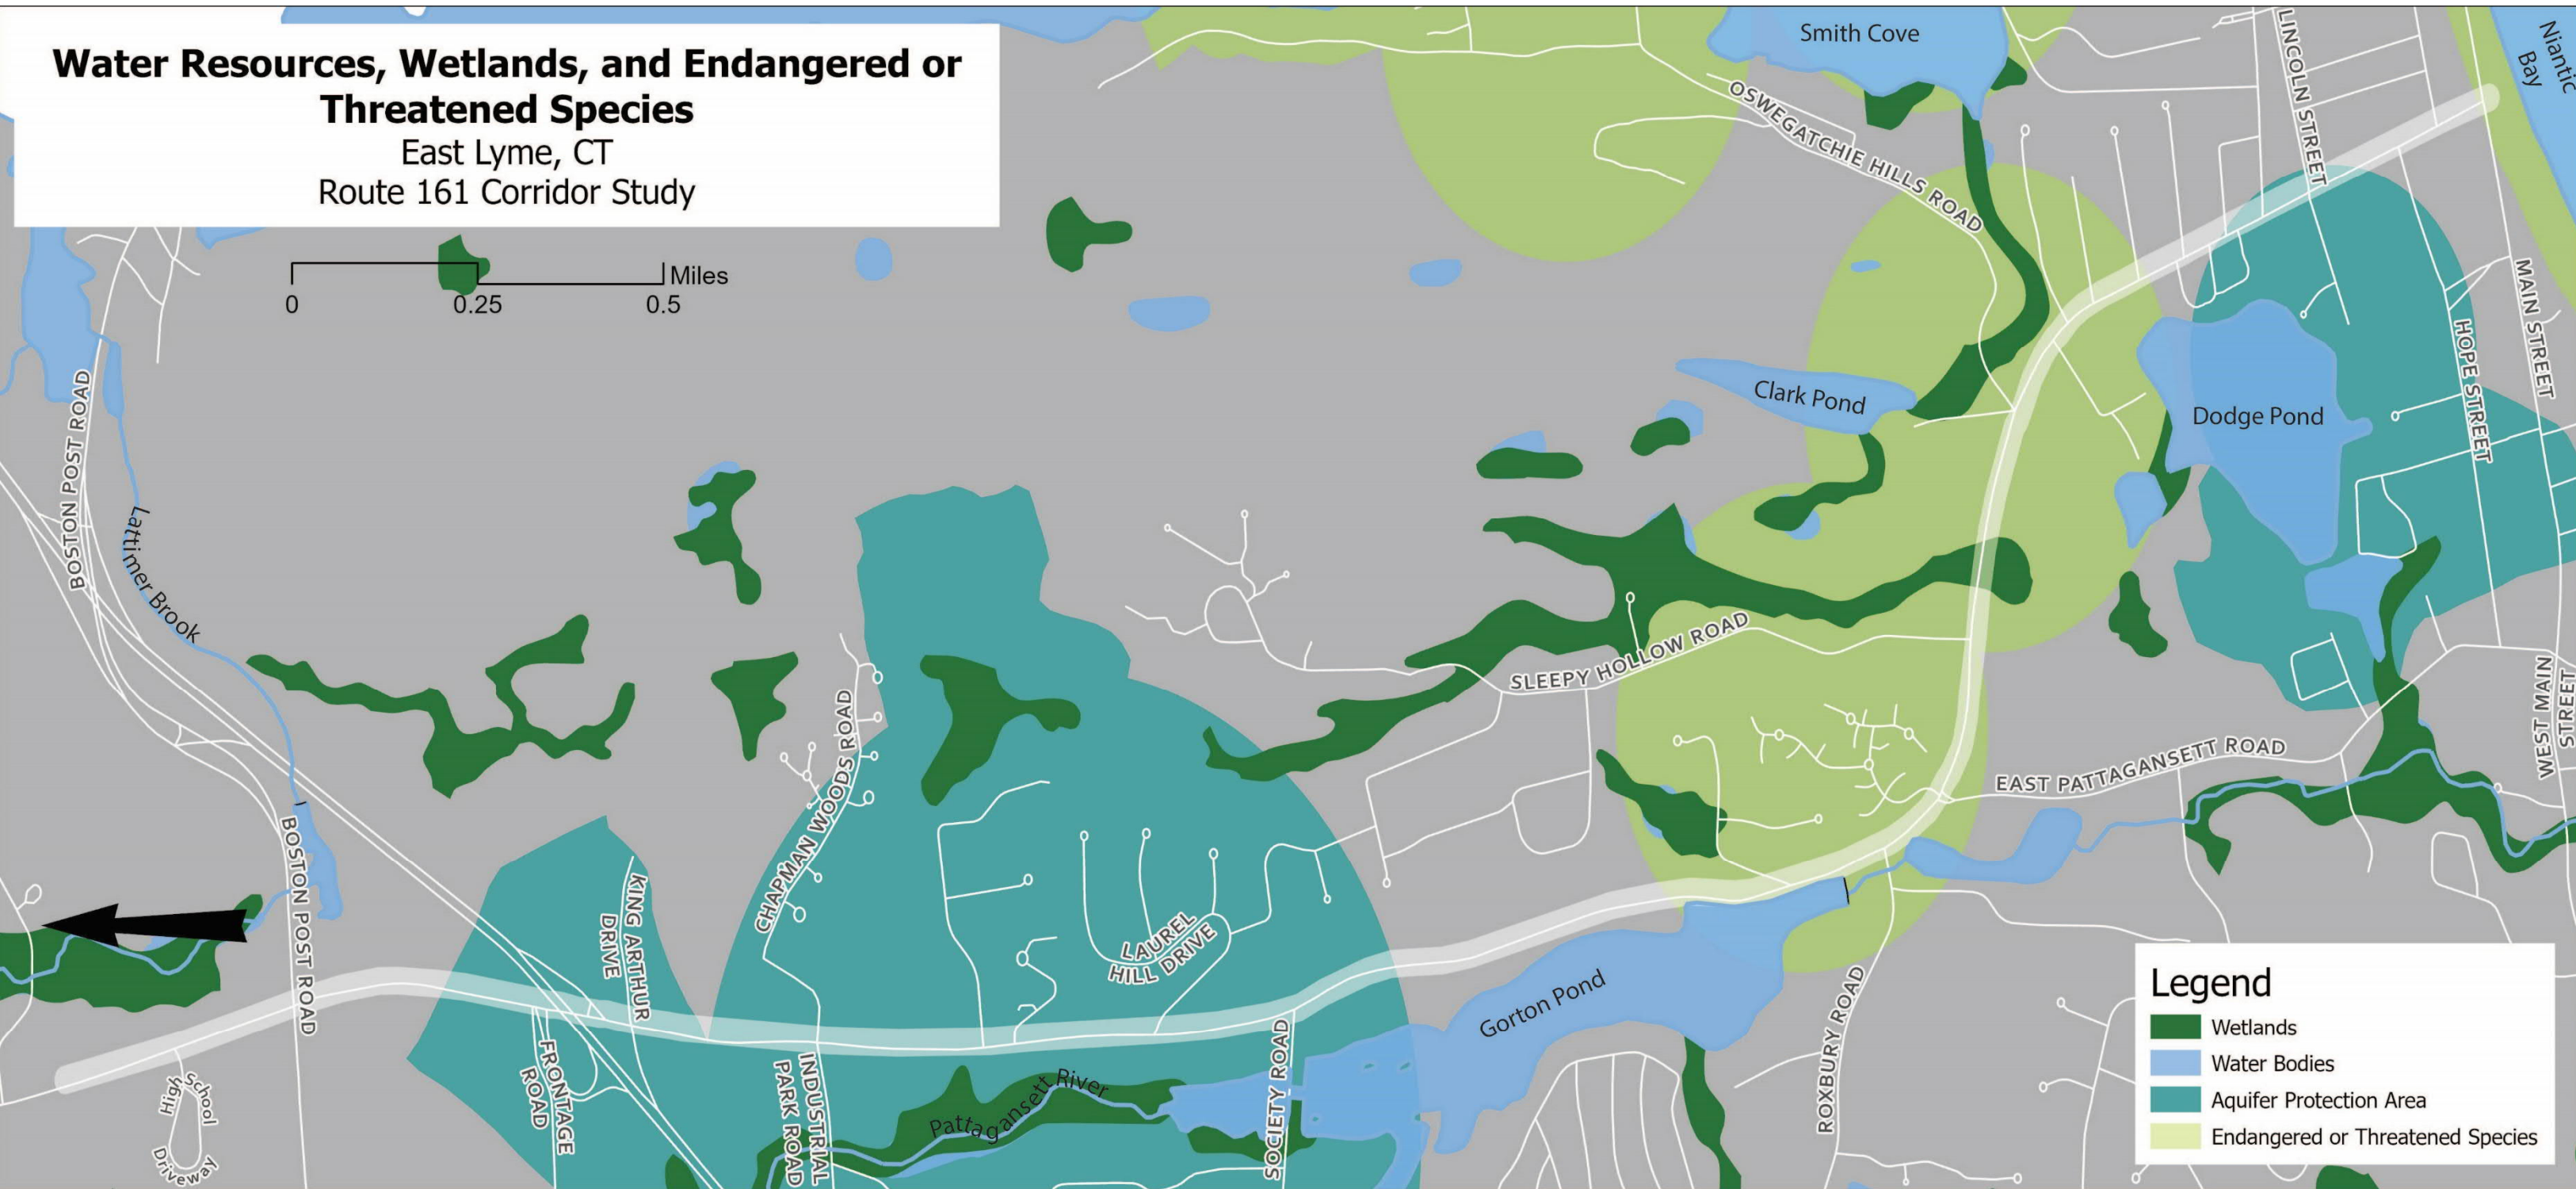 Water Resources, Wetlands, and Endangered or
Threatened Species
East Lyme, CT
Route 161 Corridor Study
Miles
0
0.25
0.5
Smith Cove
Niantic
Bay
LINCOLN STREET
OSWEGATCHIE HILLS ROAD
MAIN STREET
HOPE STREET
BOSTON POST ROAD
Clark Pond
Dodge Pond
Lattimer Brook
SLEEPY HOLLOW ROAD
WEST MAIN
STREET
CHAPMAN WOODS ROAD
EAST PATTAGANSETT ROAD
BOSTON POST ROAD
KING ARTHUR
DRIVE
LAUREL
HILL DRIVE
Gorton Pond
ROXBURY ROAD
SOCIETY ROAD
FRONTAGE
ROAD
INDUSTRIAL
PARK ROAD
Pattagansett River
High School
Driveway
Legend
Wetlands
Water Bodies
Aquifer Protection Area
Endangered or Threatened Species